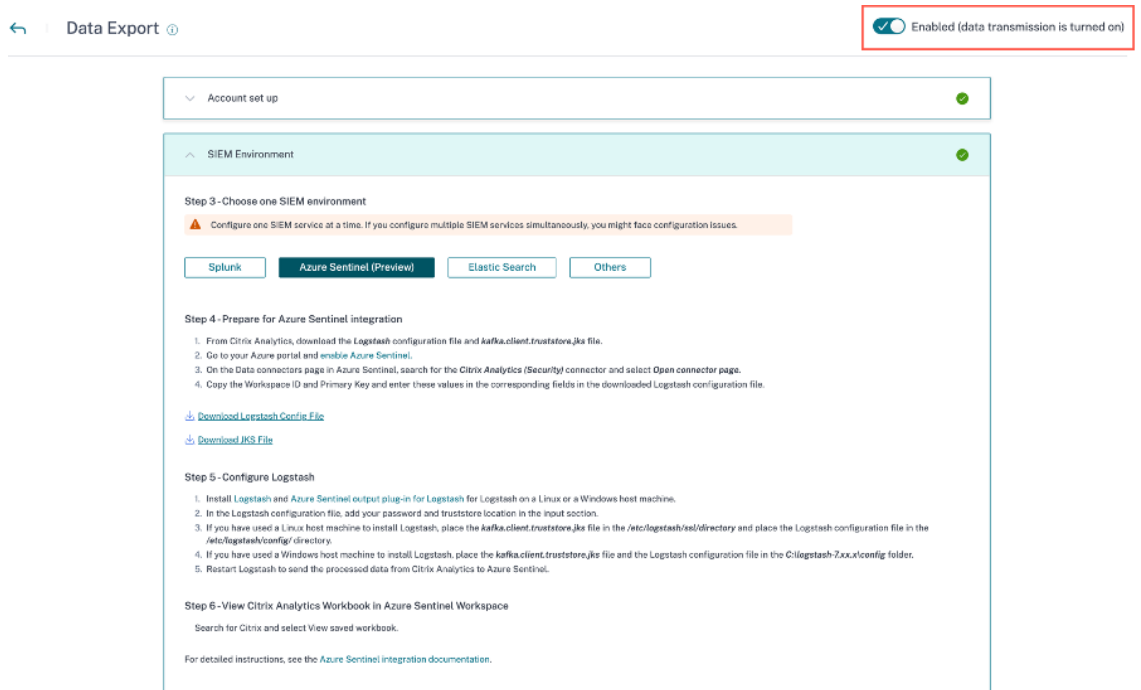 Data Export
Enabled (data transmission is turned on)
Account set up
SIEM Environment
Step 3 - Choose one SIEM environment
Configure one SIEM service at a time. If you configure multiple SIEM services simultaneously, you might face configuration issues.
Splunk
Azure Sentinel (Preview)
Elastic Search
Others
Step 4 - Prepare for Azure Sentinel integration
1. From Citrix Analytics, download the Logstash configuration file and kafka.client.truststore.jks file.
2. Go to your Azure portal and enable Azure Sentinel.
3. On the Data connectors page in Azure Sentinel, search for the Citrix Analytics (Security) connector and select Open connector page.
4. Copy the Workspace ID and Primary Key and enter these values in the corresponding fields in the downloaded Logstash configuration file.
Download Logstash Config File
Download JKS File
Step 5 - Configure Logstash
1. Install Logstash and Azure Sentinel output plug-in for Logstash for Logstash on a Linux or a Windows host machine.
2. In the Logstash configuration file, add your password and truststore location in the input section.
3. If you have used a Linux host machine to install Logstash, place the kafka.client.truststore.jks file in the /etc/logstash/ssl/directory and place the Logstash configuration file in the
/etc/logstash/config/ directory.
4. If you have used a Windows host machine to install Logstash, place the kafka.client.truststore.jks file and the Logstash configuration file in the C:\logstash-7.xx.x\config folder.
5. Restart Logstash to send the processed data from Citrix Analytics to Azure Sentinel.
Step 6 - View Citrix Analytics Workbook in Azure Sentinel Workspace
Search for Citrix and select View saved workbook.
For detailed instructions, see the Azure Sentinel integration documentation.